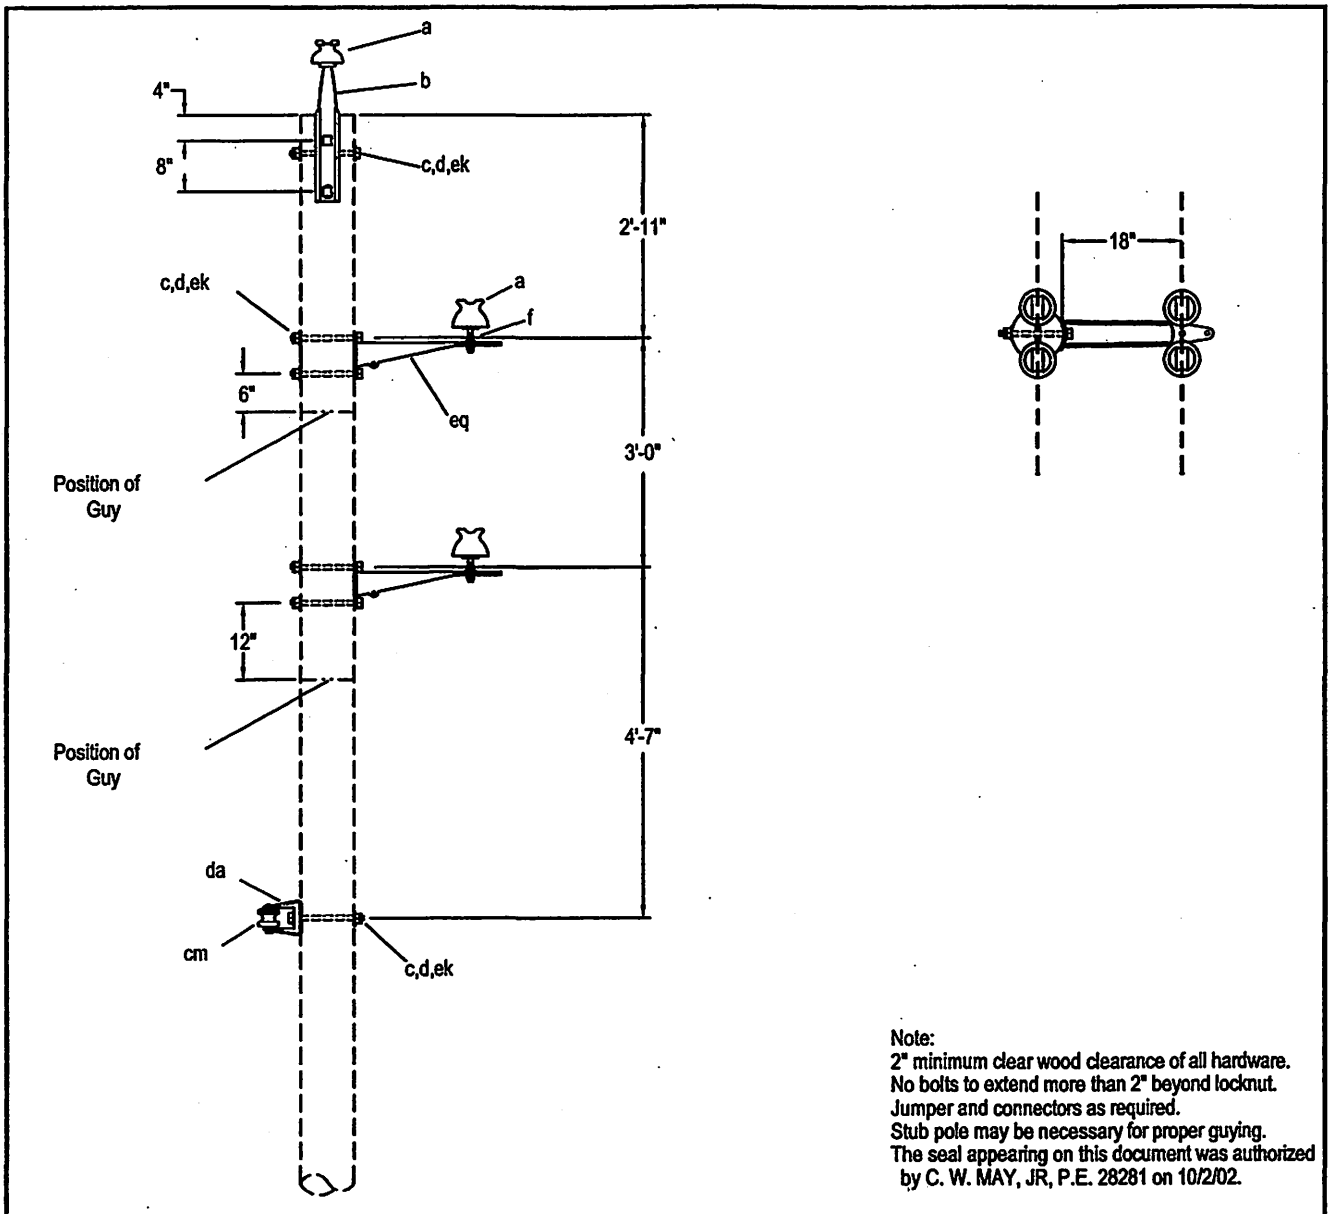 a
b
4"
8"
c,d,ek
2'-11"
18"
c,d,ek
a
f
6"
eq
3'-0"
Position of
Guy
12"
4'-7"
Position of
Guy
da
cm
c,d,ek
Note:
2" minimum clear wood clearance of all hardware.
No bolts to extend more than 2" beyond locknut.
Jumper and connectors as required.
Stub pole may be necessary for proper guying.
The seal appearing on this document was authorized
by C. W. MAY, JR, P.E. 28281 on 10/2/02.